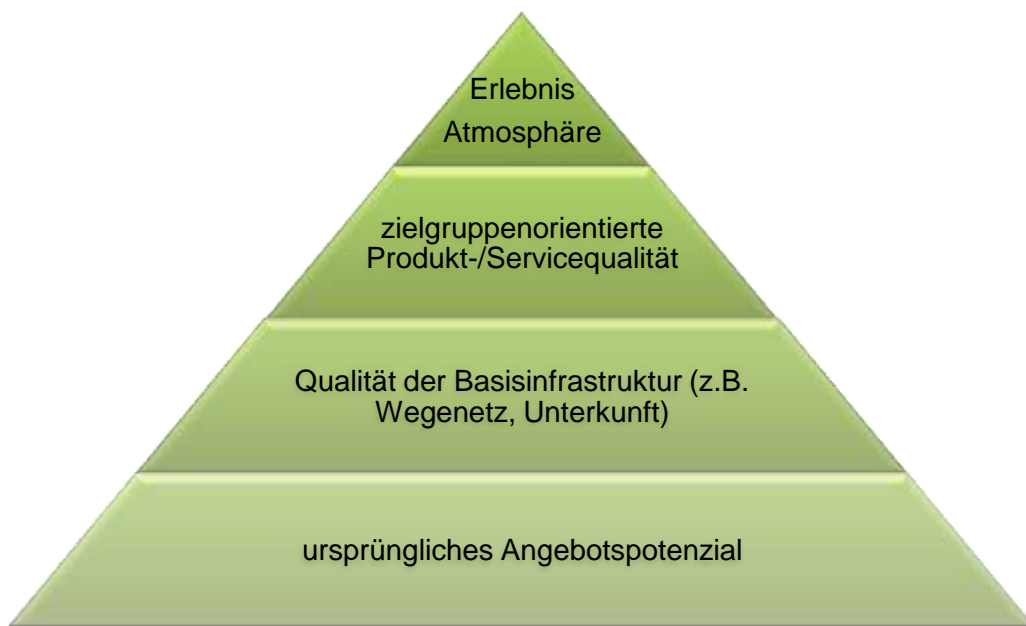 Erlebnis
Atmosphäre
zielgruppenorientierte
Produkt-/Servicequalität
Qualität der Basisinfrastruktur (z.B.
Wegenetz, Unterkunft)
ursprüngliches Angebotspotenzial